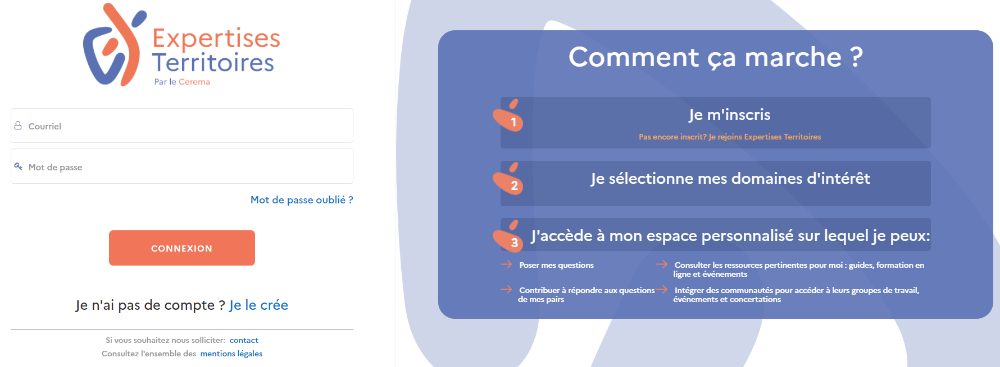 Expertises
Territoires
Par le Cerema
Courriel
Mot de passe
Mot de passe oublié ?
CONNEXION
Je n'ai pas de compte ? Je le crée
Si vous souhaitez nous solliciter: contact
Consultez l'ensemble des mentions légales
Comment ça marche ?
1
Je m'inscris
Pas encore inscrit? Je rejoins Expertises Territoires
2
Je sélectionne mes domaines d'intérêt
3
J'accède à mon espace personnalisé sur lequel je peux:
Poser mes questions
Consulter les ressources pertinentes pour moi : guides, formation en
ligne et événements
Contribuer à répondre aux questions
de mes pairs
Intégrer des communautés pour accéder à leurs groupes de travail,
événements et concertations